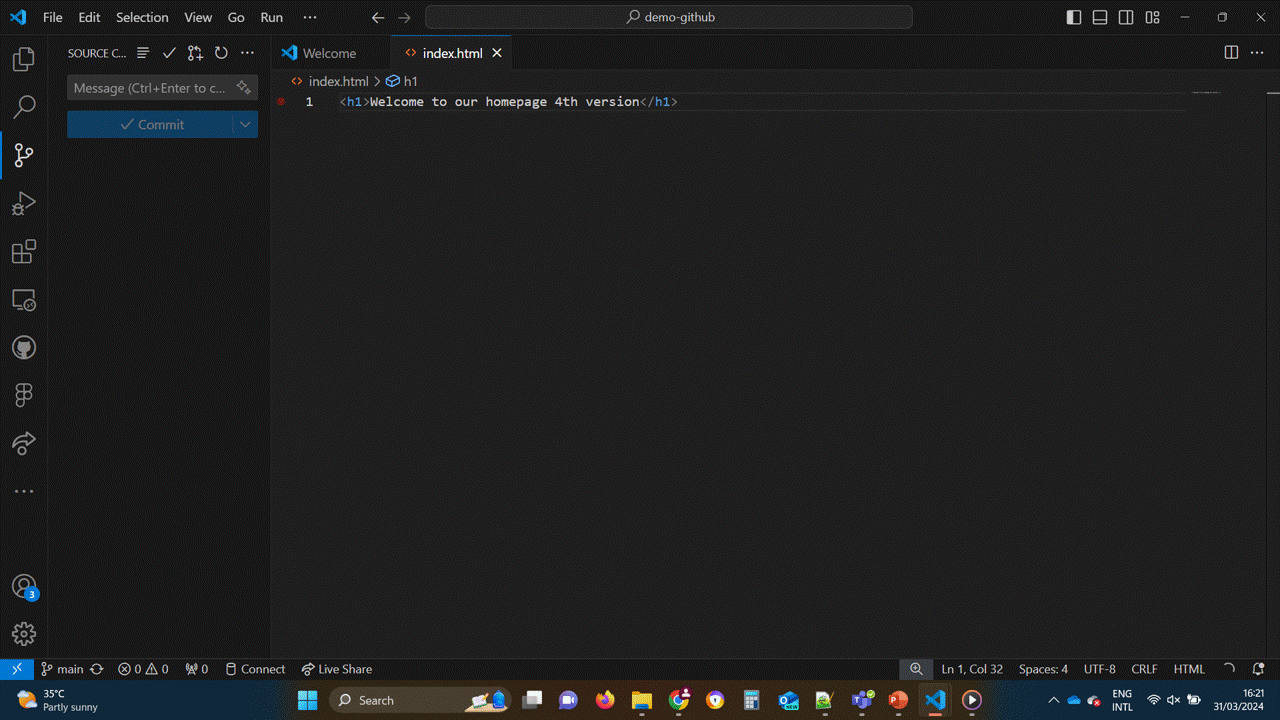 File Edit Selection View Go Run ··· demo-github
SOURCE C... ···
Welcome index.html
Message (Ctrl+Enter to c...
Commit
index.html > h1
1 <h1>Welcome to our homepage 4th version</h1>
3
main 0 0 0 Connect Live Share
Ln 1, Col 32 Spaces: 4 UTF-8 CRLF HTML
35°C
Partly sunny
Search
NEW
ENG
INTL
16:21
31/03/2024